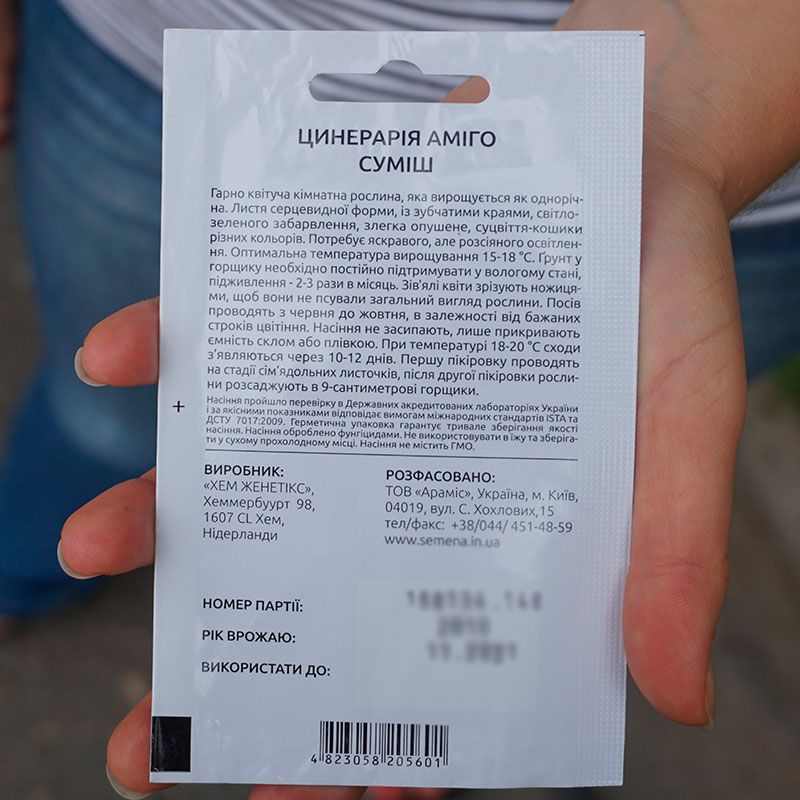 ЦИНЕРАРІЯ АМІГО
СУМІШ
Гарно квітуча кімнатна рослина, яка вирощується як одноріч-
на. Листя серцевидної форми, із зубчатими краями, світло-
зеленого забарвлення, злегка опушене, суцвіття-кошики
різних кольорів. Потребує яскравого, але розсіяного освітлен-
ня. Оптимальна температура вирощування 15-18 °С. Ґрунт у
горщику необхідно постійно підтримувати у вологому стані,
підживлення - 2-3 рази в місяць. Зів'ялі квіти зрізують ножиця-
ми, щоб вони не псували загальний вигляд рослини. Посів
проводять з червня до жовтня, в залежності від бажаних
строків цвітіння. Насіння не засипають, лише прикривають
ємність склом або плівкою. При температурі 18-20 °С сходи
з'являються через 10-12 днів. Першу пікіровку проводять
на стадії сім'ядольних листочків, після другої пікіровки росли-
ни розсаджують в 9-сантиметрові горщики.
Насіння пройшло перевірку в Державних акредитованих лабораторіях України
і за якісними показниками відповідає вимогам міжнародних стандартів ISTA та
ДСТУ 7017:2009. Герметична упаковка гарантує тривале зберігання якості
насіння. Насіння оброблено фунгіцидами. Не використовувати в їжу та зберіга-
ти у сухому прохолодному місці. Насіння не містить ГМО.
ВИРОБНИК:
«ХЕМ ЖЕНЕТІКС»,
Хеммербуурт 98,
1607 CL Хем,
Нідерланди
РОЗФАСОВАНО:
ТОВ «Араміс», Україна, м. Київ,
04019, вул. С. Хохлових,15
тел/факс: +38/044/ 451-48-59
www.semena.in.ua
НОМЕР ПАРТІЇ:
РІК ВРОЖАЮ:
ВИКОРИСТАТИ ДО:
4 823058 205601